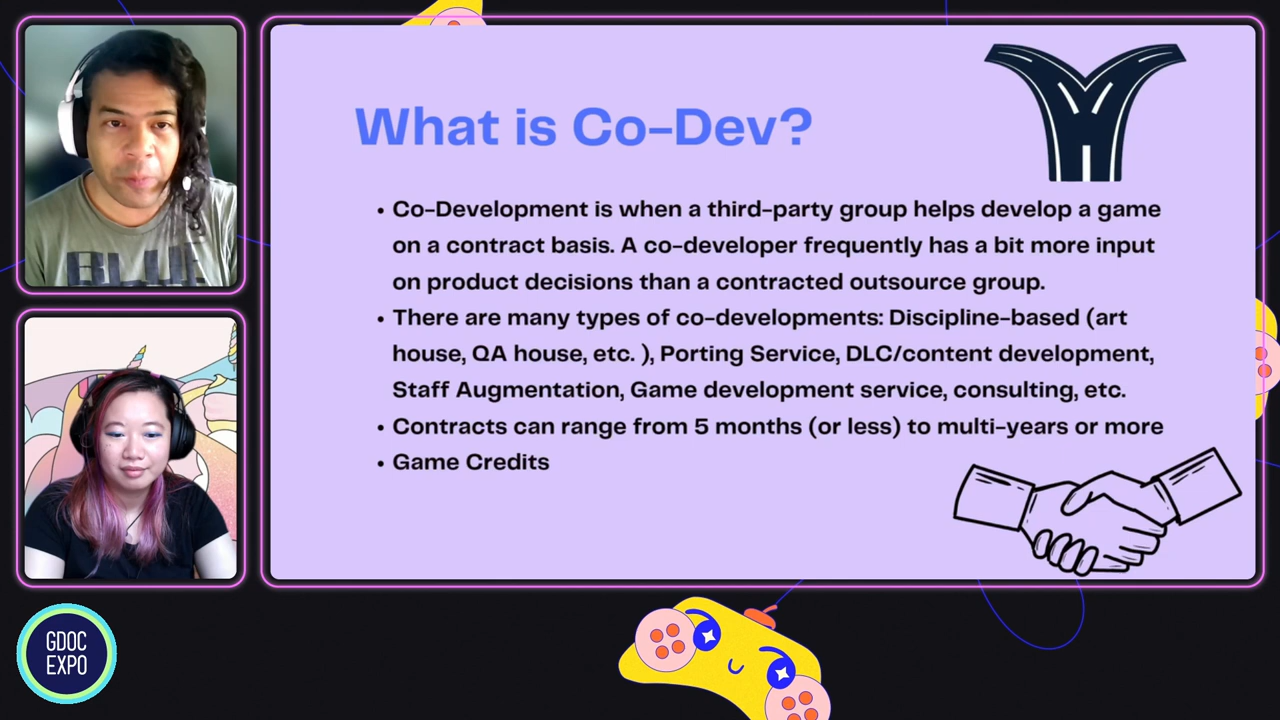 What is Co-Dev?
• Co-Development is when a third-party group helps develop a game
on a contract basis. A co-developer frequently has a bit more input
on product decisions than a contracted outsource group.
• There are many types of co-developments: Discipline-based (art
house, QA house, etc. ), Porting Service, DLC/content development,
Staff Augmentation, Game development service, consulting, etc.
• Contracts can range from 5 months (or less) to multi-years or more
• Game Credits
BLUE
GDOC
EXPO